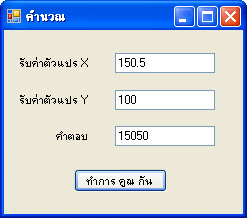 คำนวณ
รับค่าตัวแปร X 150.5
รับค่าตัวแปร Y 100
คำตอบ 15050
ทำการ คูณ กัน